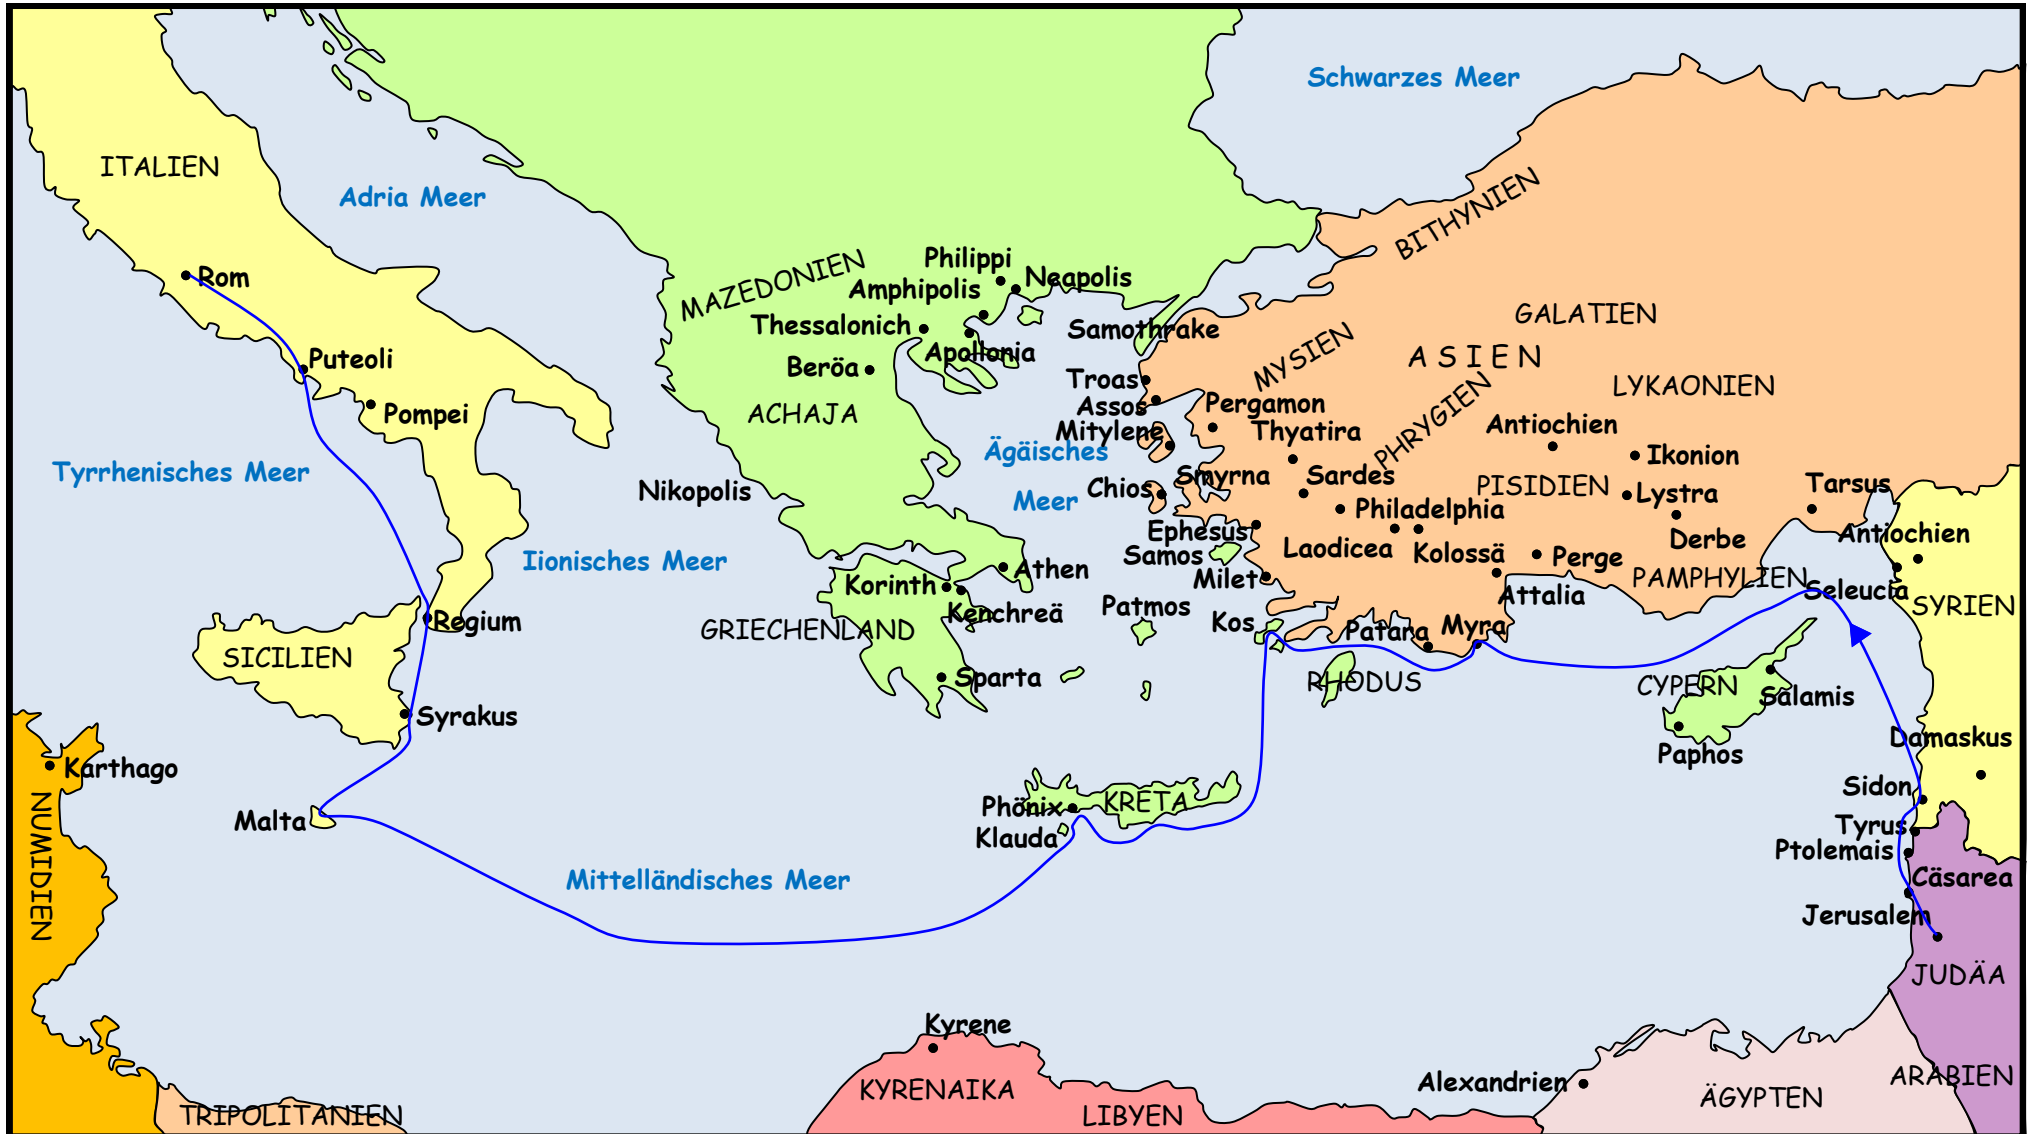 Schwarzes Meer
ITALIEN
Adria Meer
BITHYNIEN
Philippi
MAZEDONIEN
Rom
Neapolis
Amphipolis
GALATIEN
Thessalonich
Samothrake
Apollonia
MYSIEN
ASIEN
Puteoli
Beröa
Troas
LYKAONIEN
Assos
Pergamon
Pompei
ACHAJA
PHRYGIEN
Antiochien
Mitylene
Thyatira
Ägäisches
Meer
Ikonion
Tyrrhenisches Meer
Smyrna
Sardes
Chios
PISIDIEN
Tarsus
Nikopolis
Lystra
Philadelphia
Ephesus
Antiochien
Derbe
Laodicea
Kolossä
Samos
Perge
Iionisches Meer
Athen
Milet
PAMPHYLIEN
Korinth
Attalia
Seleucia
Kenchreä
Patmos
SYRIEN
Regium
Kos
Patara
Myra
GRIECHENLAND
SICILIEN
Sparta
RHODUS
CYPERN
Salamis
Syrakus
Damaskus
Paphos
Karthago
Sidon
Phönix
KRETA
Malta
Tyrus
Klauda
Ptolemais
NUMIDIEN
Mittelländisches Meer
Cäsarea
Jerusalem
JUDÄA
Kyrene
Alexandrien
ARABIEN
KYRENAIKA
ÄGYPTEN
TRIPOLITANIEN
LIBYEN